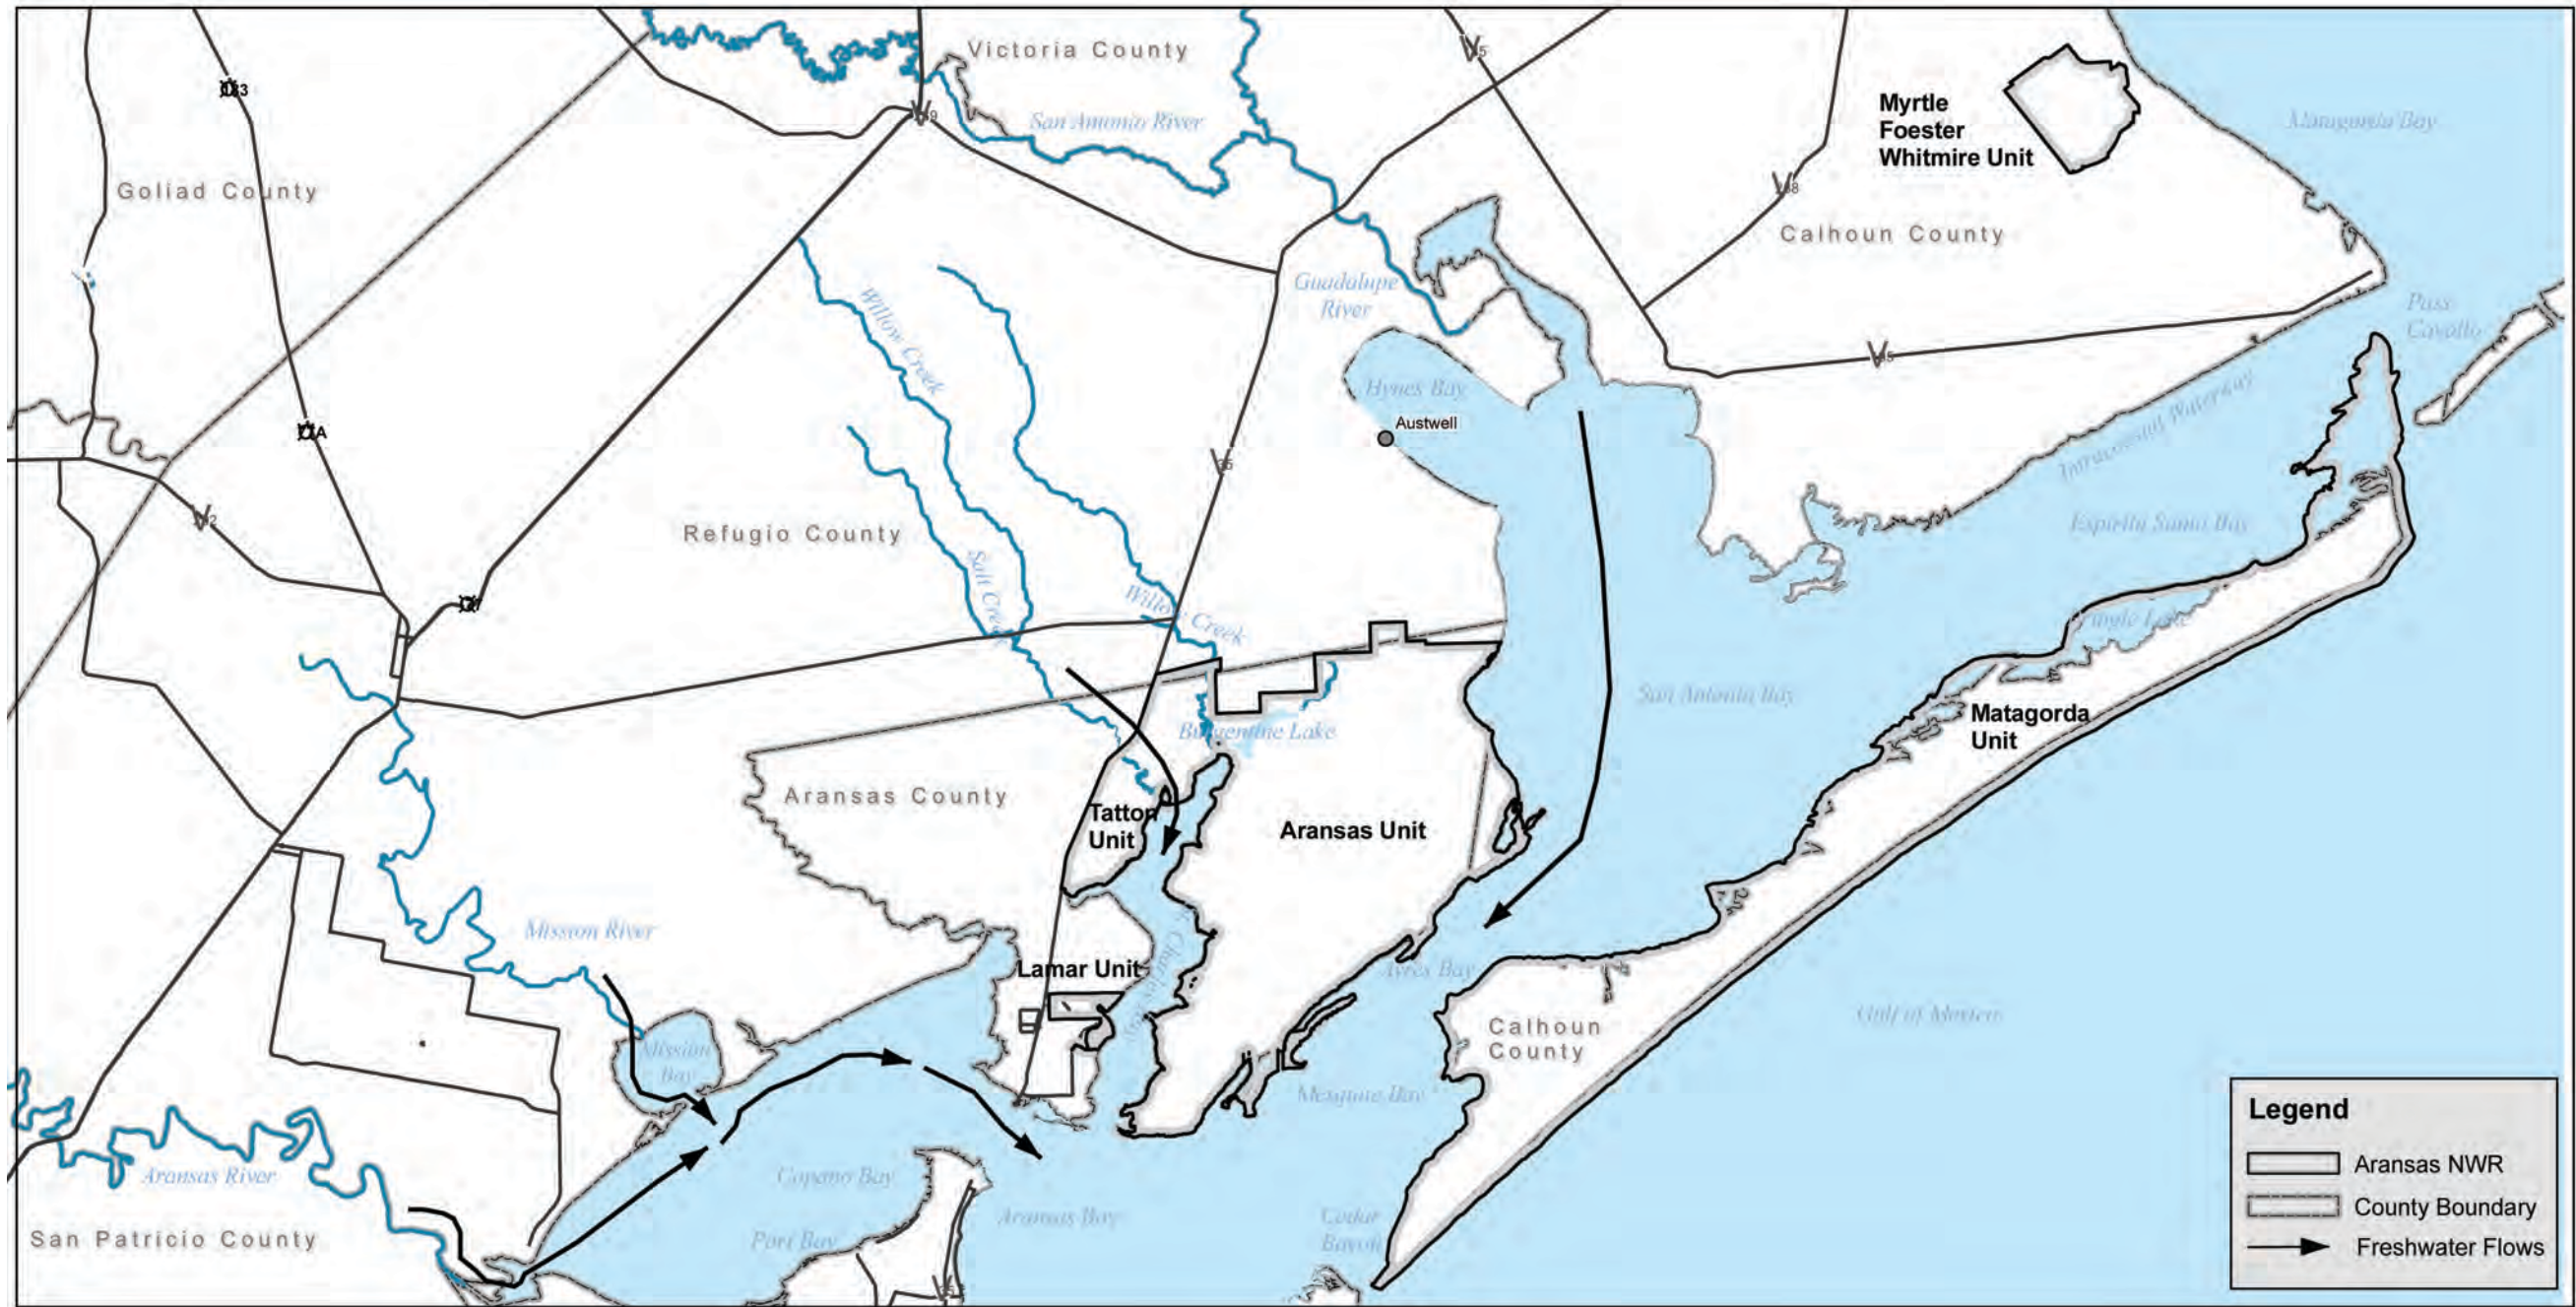 Victoria County
San Antonio River
Matagorda Bay
Myrtle
Foester
Whitmire Unit
Goliad County
Calhoun County
Guadalupe
River
Pass
Cavallo
Willow Creek
Hynes Bay
Austwell
Intracoastal Waterway
Refugio County
Espiritu Santo Bay
Salt Creek
Willow Creek
Pringle Lake
San Antonio Bay
Matagorda
Unit
Burgentine Lake
Aransas County
Tatton
Unit
Aransas Unit
Mission River
Lamar Unit
Ayres Bay
Gulf of Mexico
Calhoun
County
Mission
Bay
Mesquite Bay
Aransas River
Copano Bay
Aransas Bay
Cedar
Bayou
San Patricio County
Port Bay
Legend
Aransas NWR
County Boundary
Freshwater Flows
35